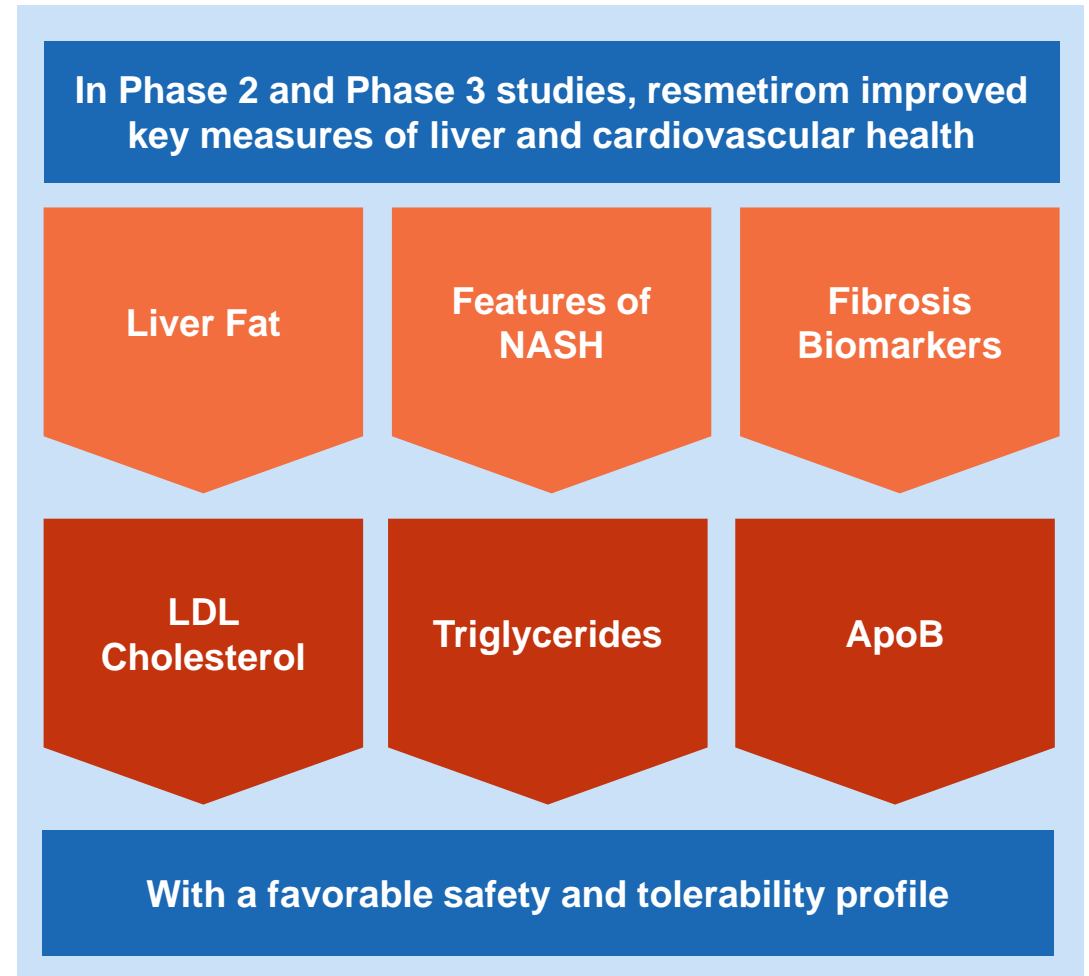 In Phase 2 and Phase 3 studies, resmetirom improved
key measures of liver and cardiovascular health
Liver Fat
Features of
NASH
Fibrosis
Biomarkers
LDL
Cholesterol
Triglycerides
ApoB
With a favorable safety and tolerability profile